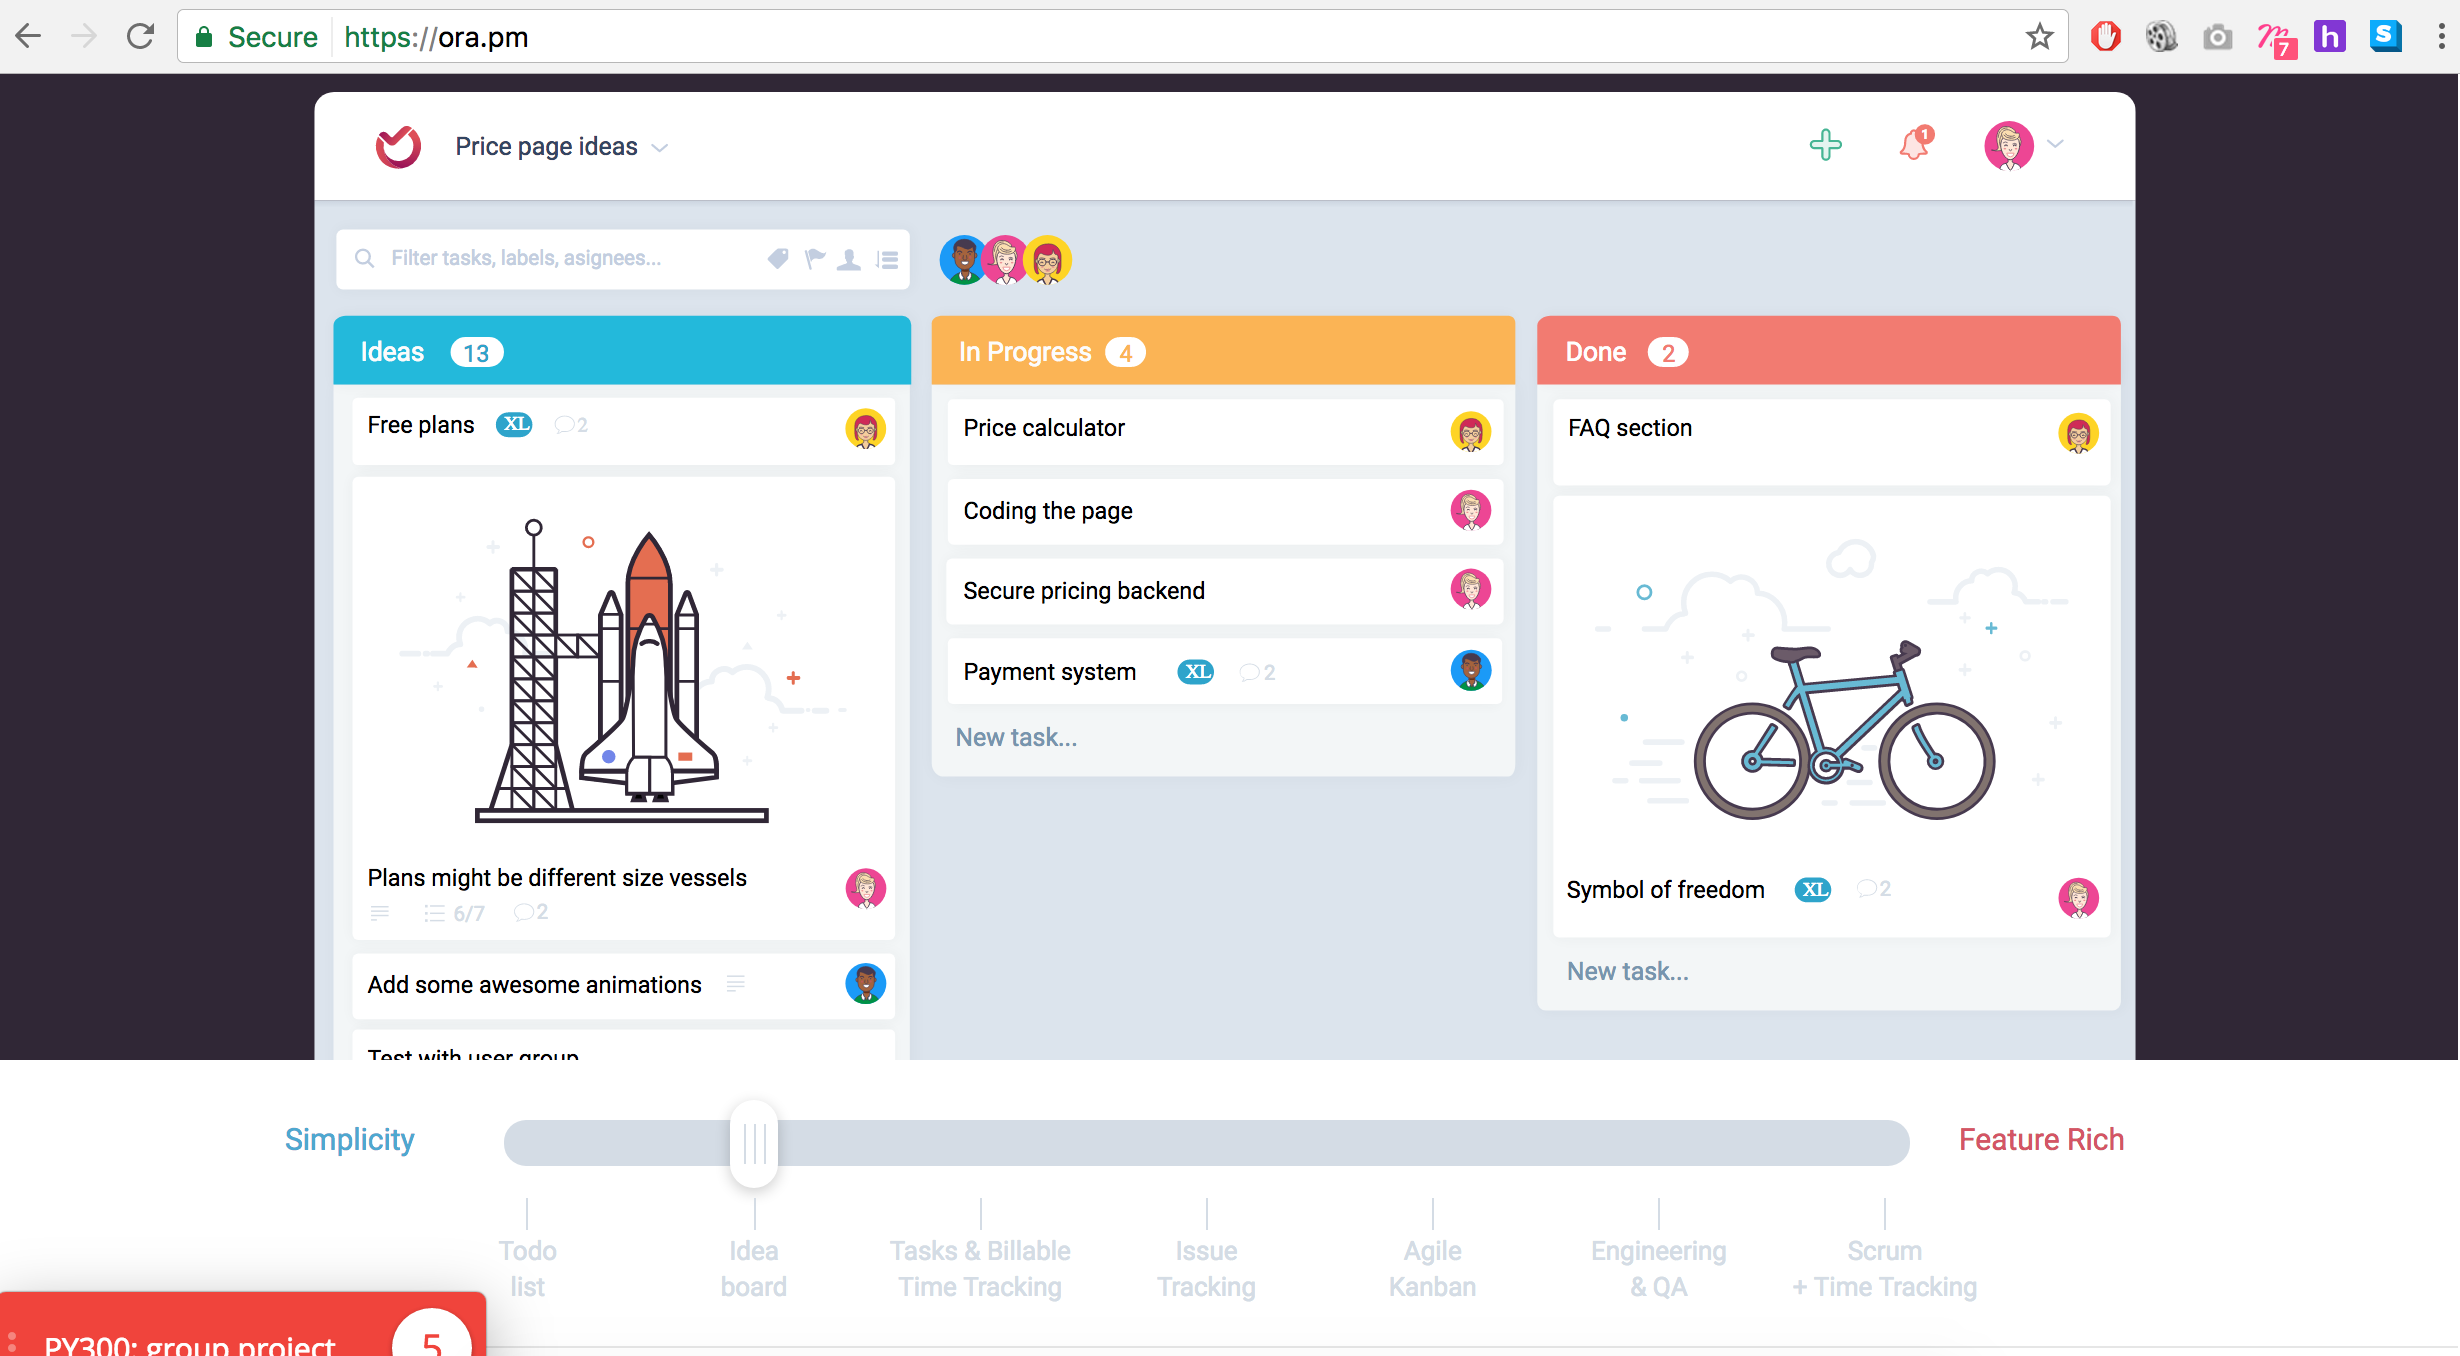 Secure https://ora.pm
7
h
S
Price page ideas
1
Filter tasks, labels, asignees...
Ideas 13
Free plans XL 2
Plans might be different size vessels
6/7 2
Add some awesome animations
Test with user group
In Progress 4
Price calculator
Coding the page
Secure pricing backend
Payment system XL 2
New task...
Done 2
FAQ section
Symbol of freedom XL 2
New task...
Simplicity
Feature Rich
Todo
list
Idea
board
Tasks & Billable
Time Tracking
Issue
Tracking
Agile
Kanban
Engineering
& QA
Scrum
+ Time Tracking
PY300: group project 5